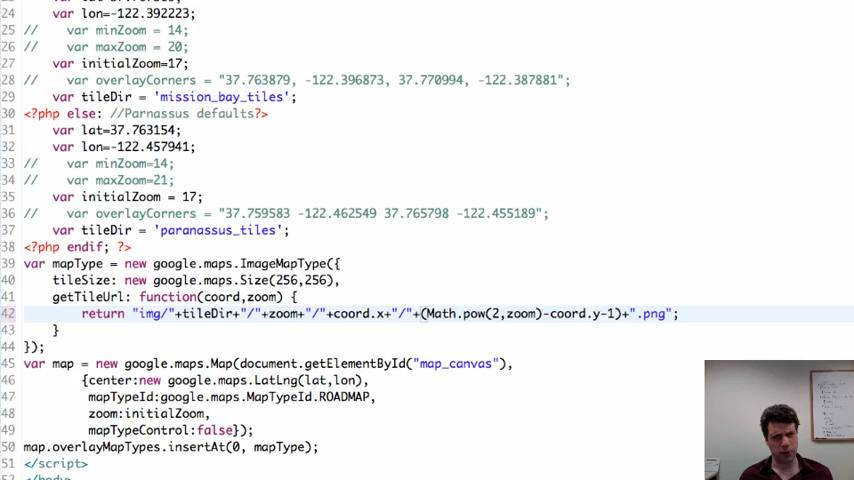 24 var lon=-122.392223;
25 // var minZoom = 14;
26 // var maxZoom = 20;
27 var initialZoom=17;
28 // var overlayCorners = "37.763879, -122.396873, 37.770994, -122.387881";
29 var tileDir = 'mission_bay_tiles';
30 <?php else: //Parnassus defaults?>
31 var lat=37.763154;
32 var lon=-122.457941;
33 // var minZoom=14;
34 // var maxZoom=21;
35 var initialZoom = 17;
36 // var overlayCorners = "37.759583 -122.462549 37.765798 -122.455189";
37 var tileDir = 'paranassus_tiles';
38 <?php endif; ?>
39 var mapType = new google.maps.ImageMapType({
40 tileSize: new google.maps.Size(256,256),
41 getTileUrl: function(coord,zoom) {
42 return "img/"+tileDir+"/"+zoom+"/"+coord.x+"/"+(Math.pow(2,zoom)-coord.y-1)+".png";
43 }
44 });
45 var map = new google.maps.Map(document.getElementById("map_canvas"),
46 {center:new google.maps.LatLng(lat,lon),
47 mapTypeId:google.maps.MapTypeId.ROADMAP,
48 zoom:initialZoom,
49 mapTypeControl:false});
50 map.overlayMapTypes.insertAt(0, mapType);
51 </script>
52 </body>